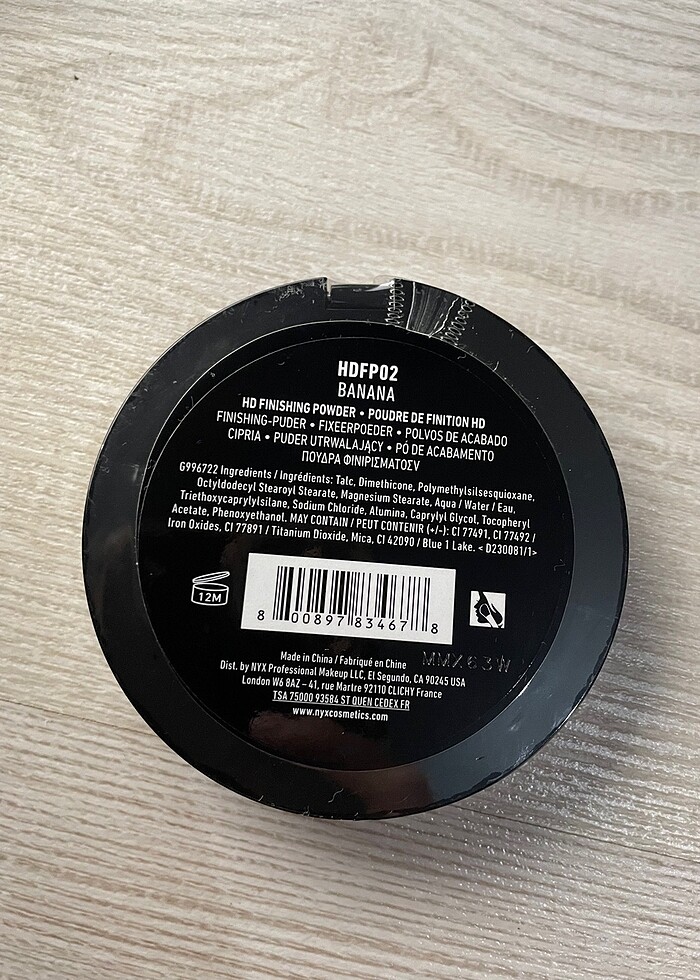 HDFP02
BANANA
HD FINISHING POWDER • POUDRE DE FINITION HD
FINISHING-PUDER • FIXEERPOEDER • POLVOS DE ACABADO
CIPRIA • PUDER UTRWALAJĄCY • PÓ DE ACABAMENTO
ΠΟΥΔΡΑ ΦΙΝΙΡΙΣΜΑΤΟΣV
G996722 Ingredients / Ingrédients: Talc, Dimethicone, Polymethylsilsesquioxane,
Octyldodecyl Stearoyl Stearate, Magnesium Stearate, Aqua / Water / Eau,
Triethoxycaprylylsilane, Sodium Chloride, Alumina, Caprylyl Glycol, Tocopheryl
Acetate, Phenoxyethanol. MAY CONTAIN / PEUT CONTENIR (+/-): CI 77491, CI 77492 /
Iron Oxides, CI 77891 / Titanium Dioxide, Mica, CI 42090 / Blue 1 Lake. < D230081/1>
12M
8 00897 83467 8
Made in China / Fabriqué en Chine
MMX63W
Dist. by NYX Professional Makeup LLC, El Segundo, CA 90245 USA
London W6 8AZ – 41, rue Martre 92110 CLICHY France
TSA 75000 93584 ST OUEN CEDEX.FR
www.nyxcosmetics.com